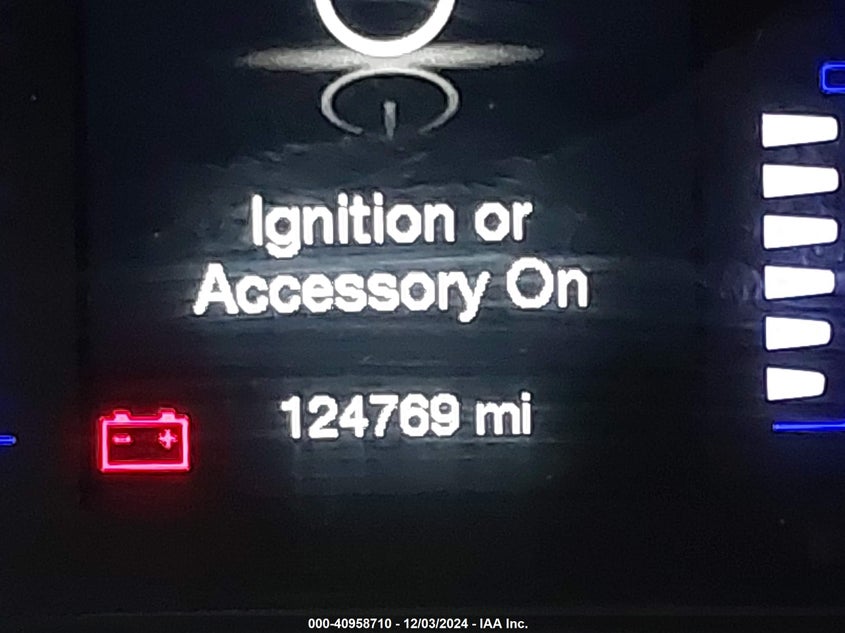 Ignition or
Accessory On
124769 mi
000-40958710 - 12/03/2024 - IAA Inc.